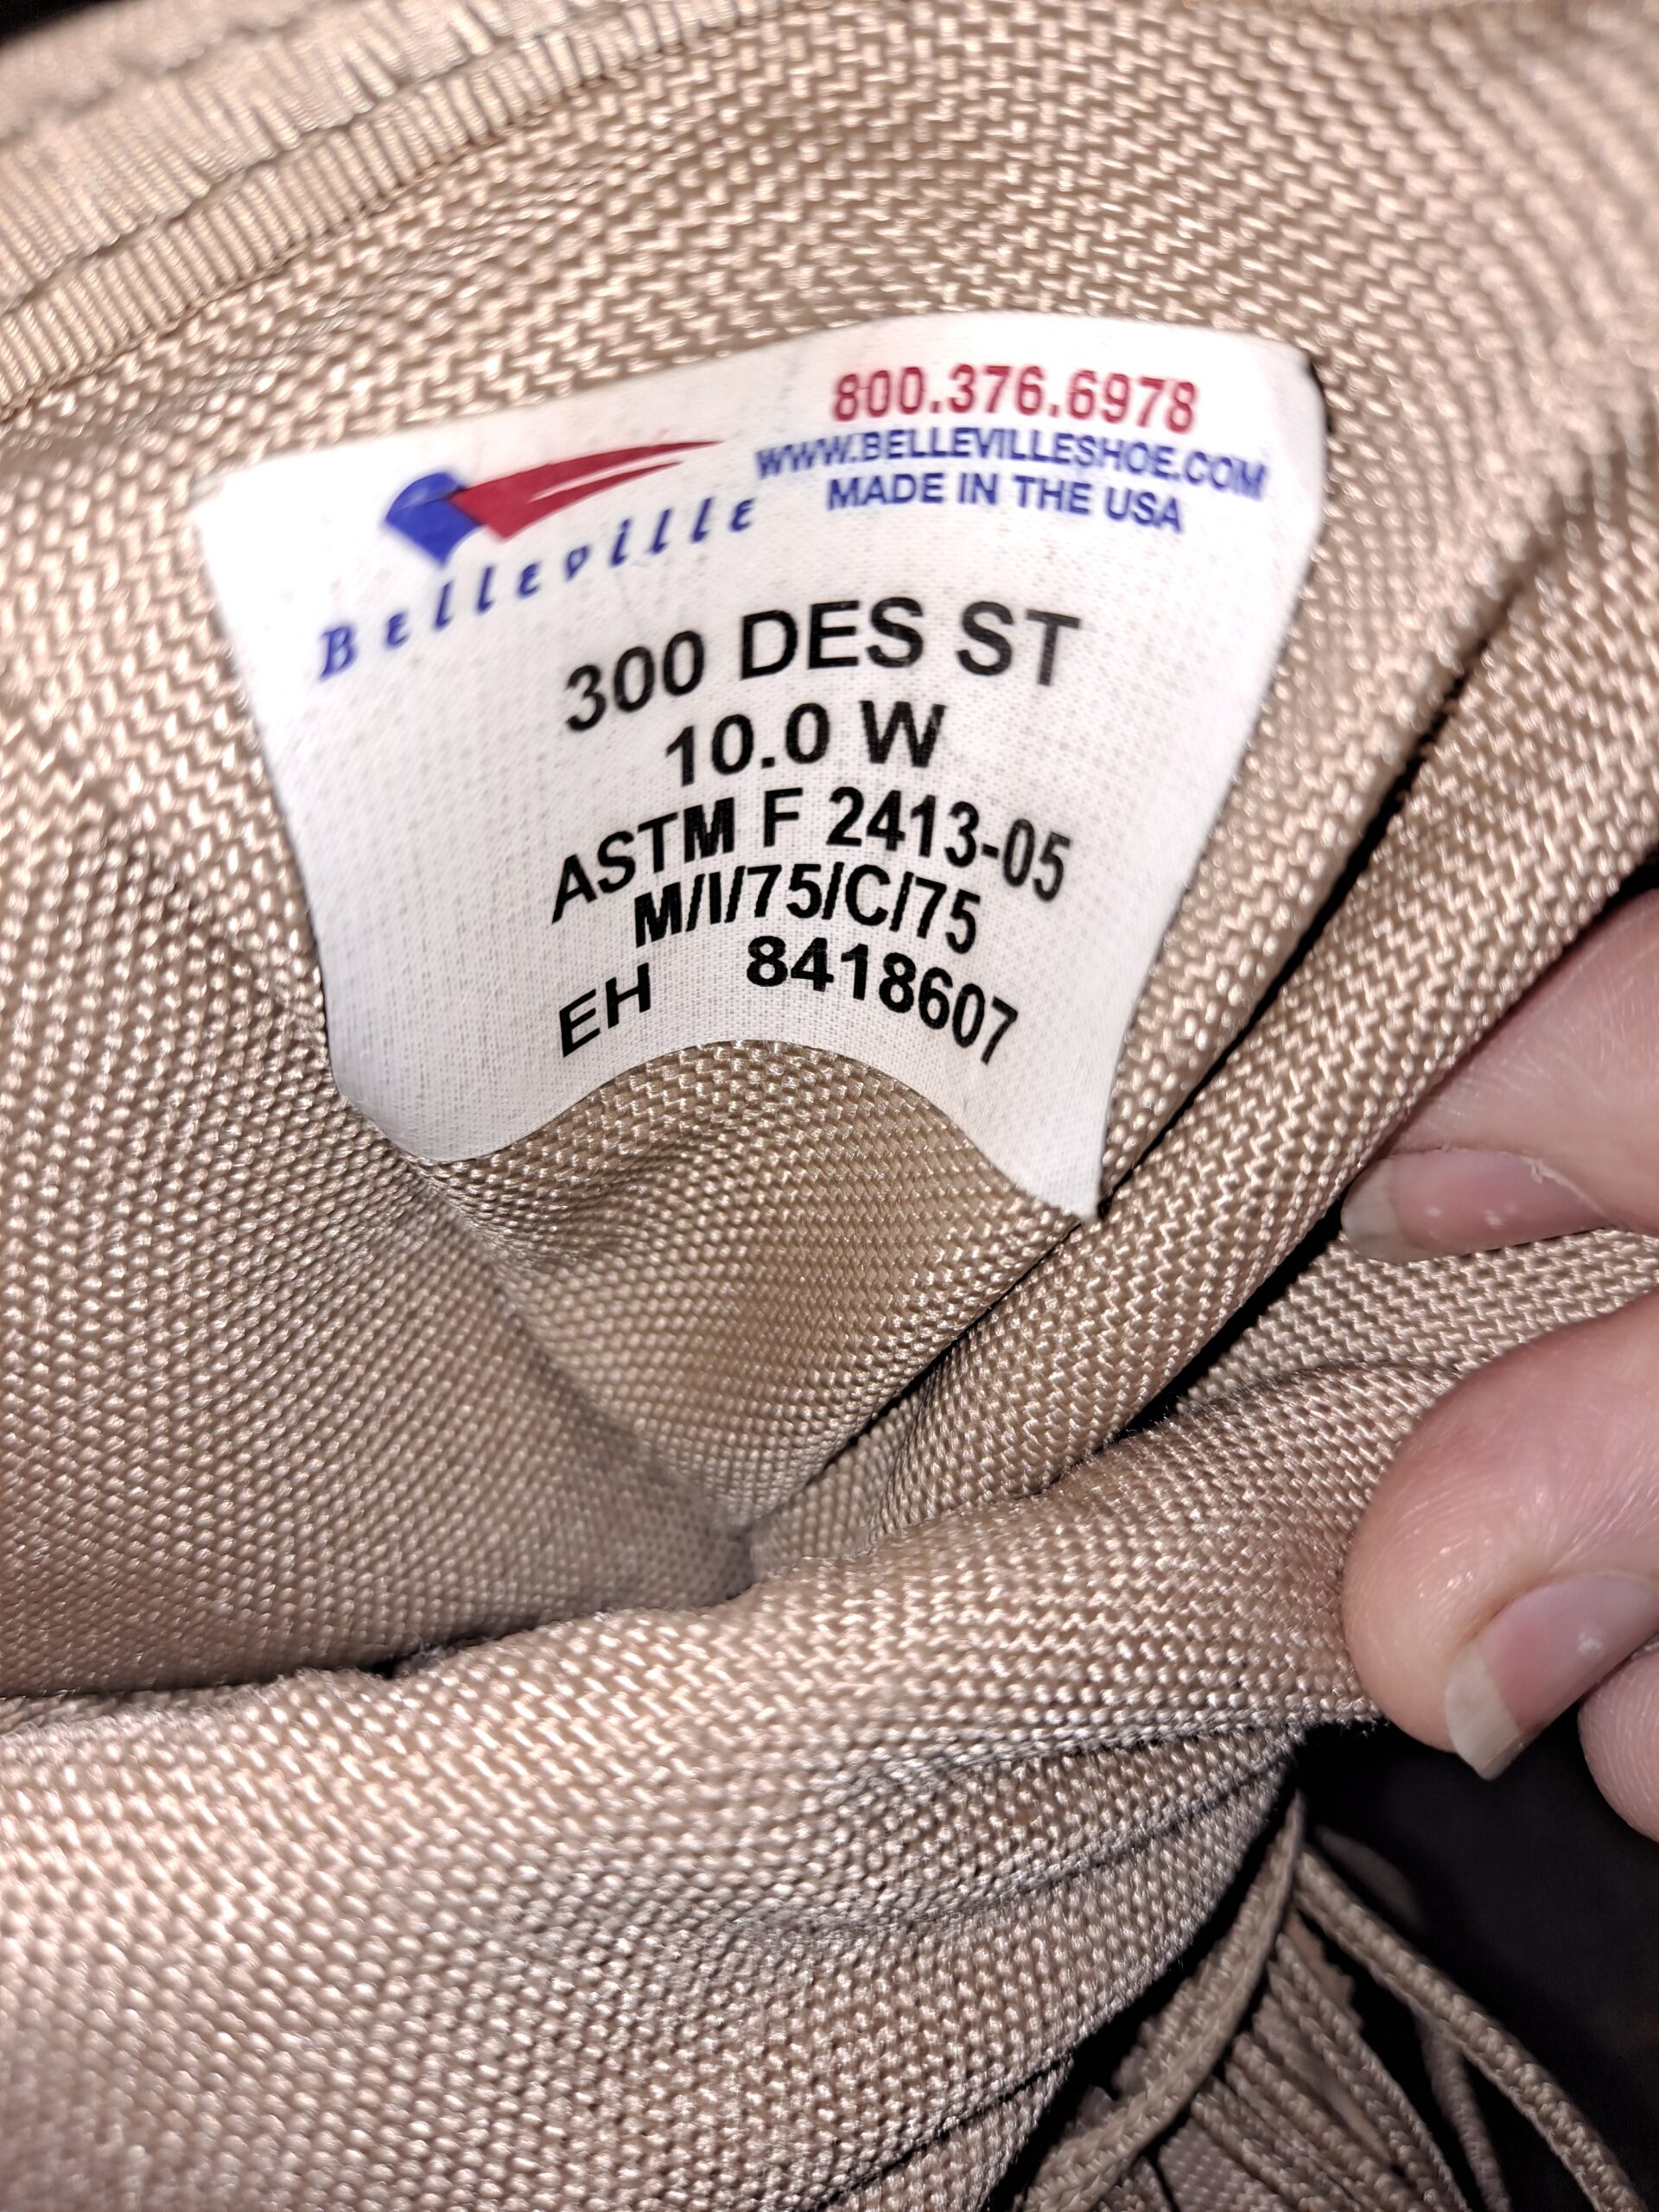 Belleville
800.376.6978
WWW.BELLEVILLESHOE.COM
MADE IN THE USA
300 DES ST
10.0 W
ASTM F 2413-05
M/I/75/C/75
EH 8418607